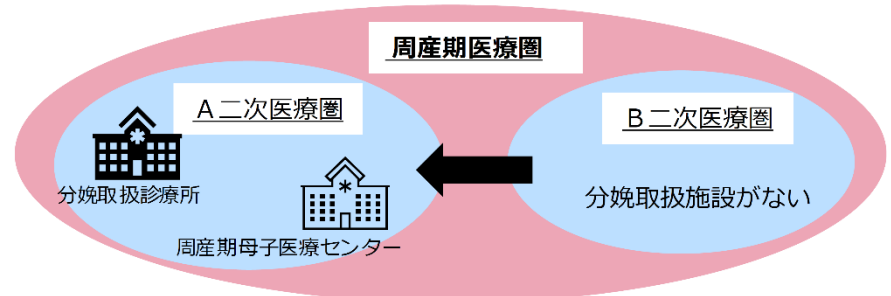 周産期医療圏
A二次医療圏
分娩取扱診療所
周産期母子医療センター
B二次医療圏
分娩取扱施設がない